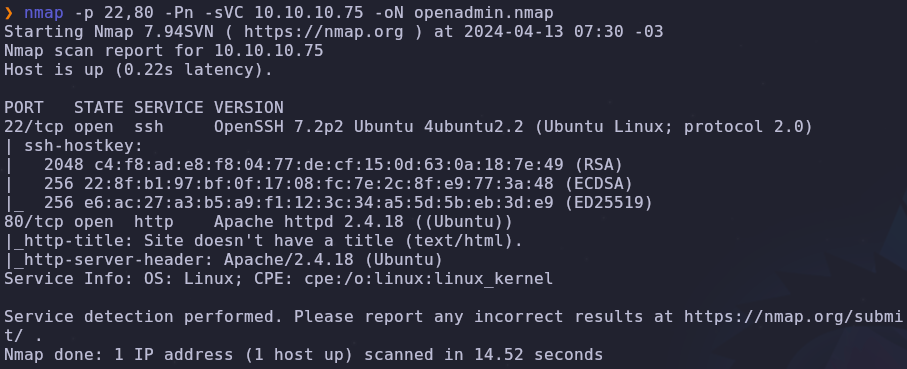 ❯ nmap -p 22,80 -Pn -sVC 10.10.10.75 -oN openadmin.nmap
Starting Nmap 7.94SVN ( https://nmap.org ) at 2024-04-13 07:30 -03
Nmap scan report for 10.10.10.75
Host is up (0.22s latency).

PORT   STATE SERVICE VERSION
22/tcp open  ssh     OpenSSH 7.2p2 Ubuntu 4ubuntu2.2 (Ubuntu Linux; protocol 2.0)
| ssh-hostkey:
|   2048 c4:f8:ad:e8:f8:04:77:de:cf:15:0d:63:0a:18:7e:49 (RSA)
|   256 22:8f:b1:97:bf:0f:17:08:fc:7e:2c:8f:e9:77:3a:48 (ECDSA)
|_  256 e6:ac:27:a3:b5:a9:f1:12:3c:34:a5:5d:5b:eb:3d:e9 (ED25519)
80/tcp open  http    Apache httpd 2.4.18 ((Ubuntu))
|_http-title: Site doesn't have a title (text/html).
|_http-server-header: Apache/2.4.18 (Ubuntu)
Service Info: OS: Linux; CPE: cpe:/o:linux:linux_kernel

Service detection performed. Please report any incorrect results at https://nmap.org/submi
t/ .
Nmap done: 1 IP address (1 host up) scanned in 14.52 seconds